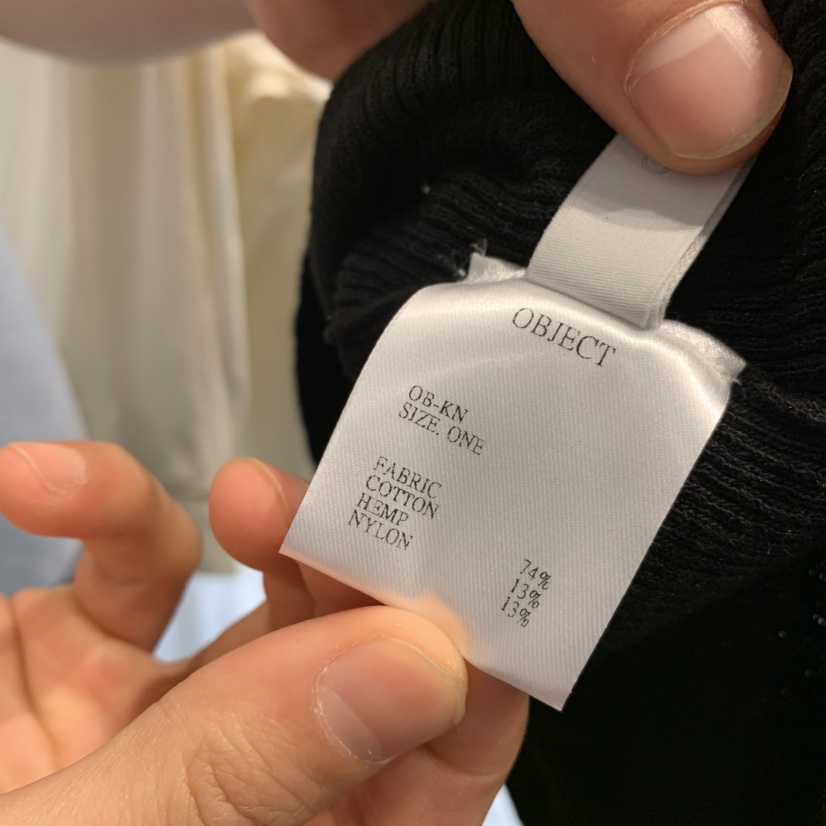 OBJECT
OB-KN
SIZE. ONE
FABRIC
COTTON 74%
HEMP 13%
NYLON 13%